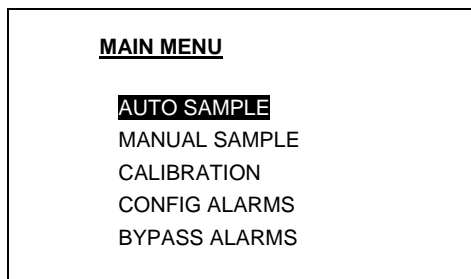 MAIN MENU
AUTO SAMPLE
MANUAL SAMPLE
CALIBRATION
CONFIG ALARMS
BYPASS ALARMS